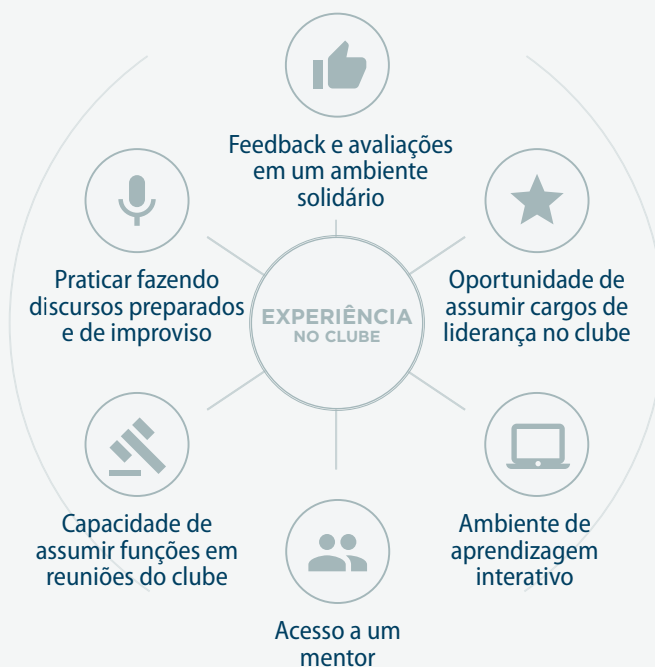 Feedback e avaliações
em um ambiente
solidário
Praticar fazendo
discursos preparados
e de improviso
Oportunidade de
assumir cargos de
liderança no clube
EXPERIÊNCIA
NO CLUBE
Capacidade de
assumir funções em
reuniões do clube
Ambiente de
aprendizagem
interativo
Acesso a um
mentor